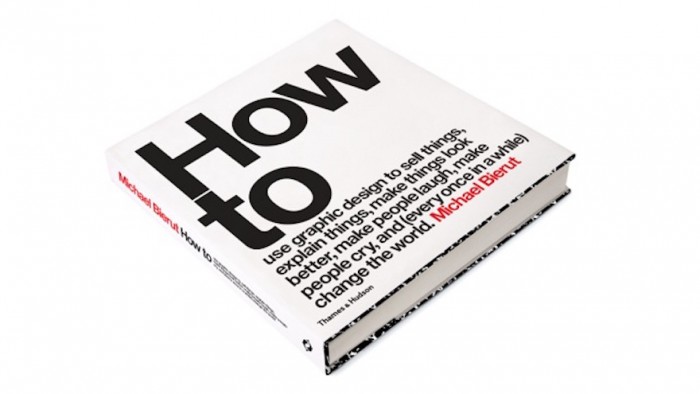 How
to
use graphic design to sell things,
explain things, make things look
better, make people laugh, make
people cry, and (every once in a while)
change the world. Michael Bierut
Thames & Hudson
Michael Bierut How to